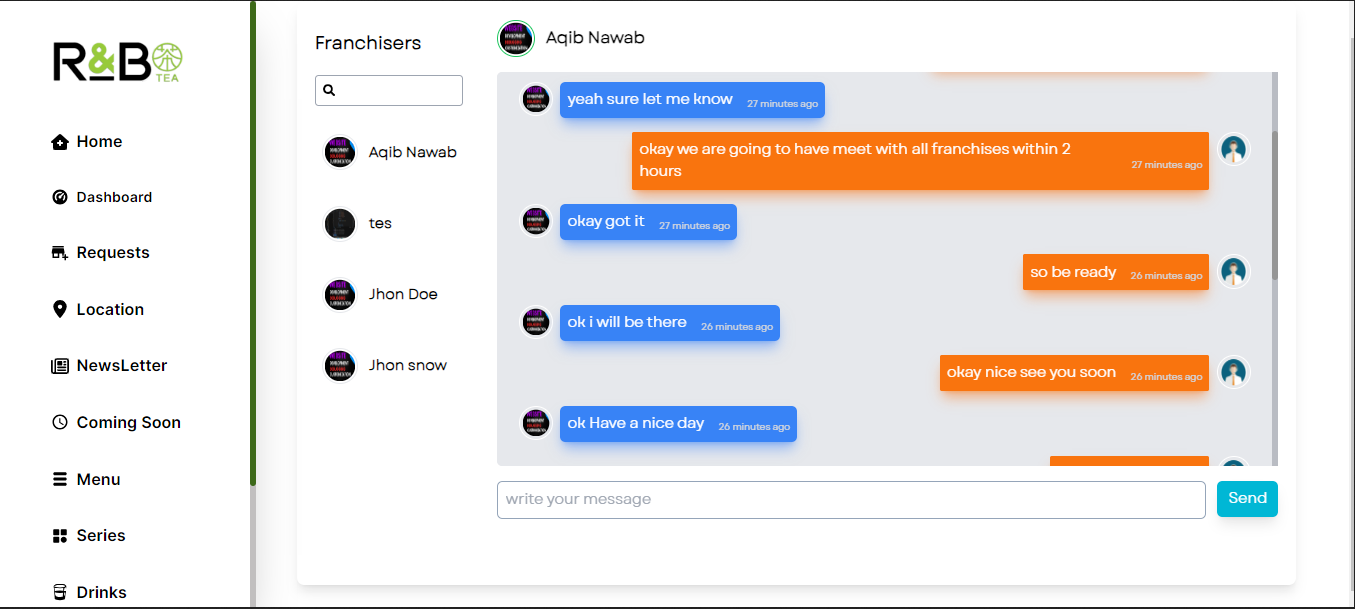 R&B
TEA
Home
Dashboard
Requests
Location
NewsLetter
Coming Soon
Menu
Series
Drinks
Franchisers
Aqib Nawab
tes
Jhon Doe
Jhon snow
Aqib Nawab
yeah sure let me know 27 minutes ago
okay we are going to have meet with all franchises within 2
hours 27 minutes ago
okay got it 27 minutes ago
so be ready 26 minutes ago
ok i will be there 26 minutes ago
okay nice see you soon 26 minutes ago
ok Have a nice day 26 minutes ago
write your message
Send